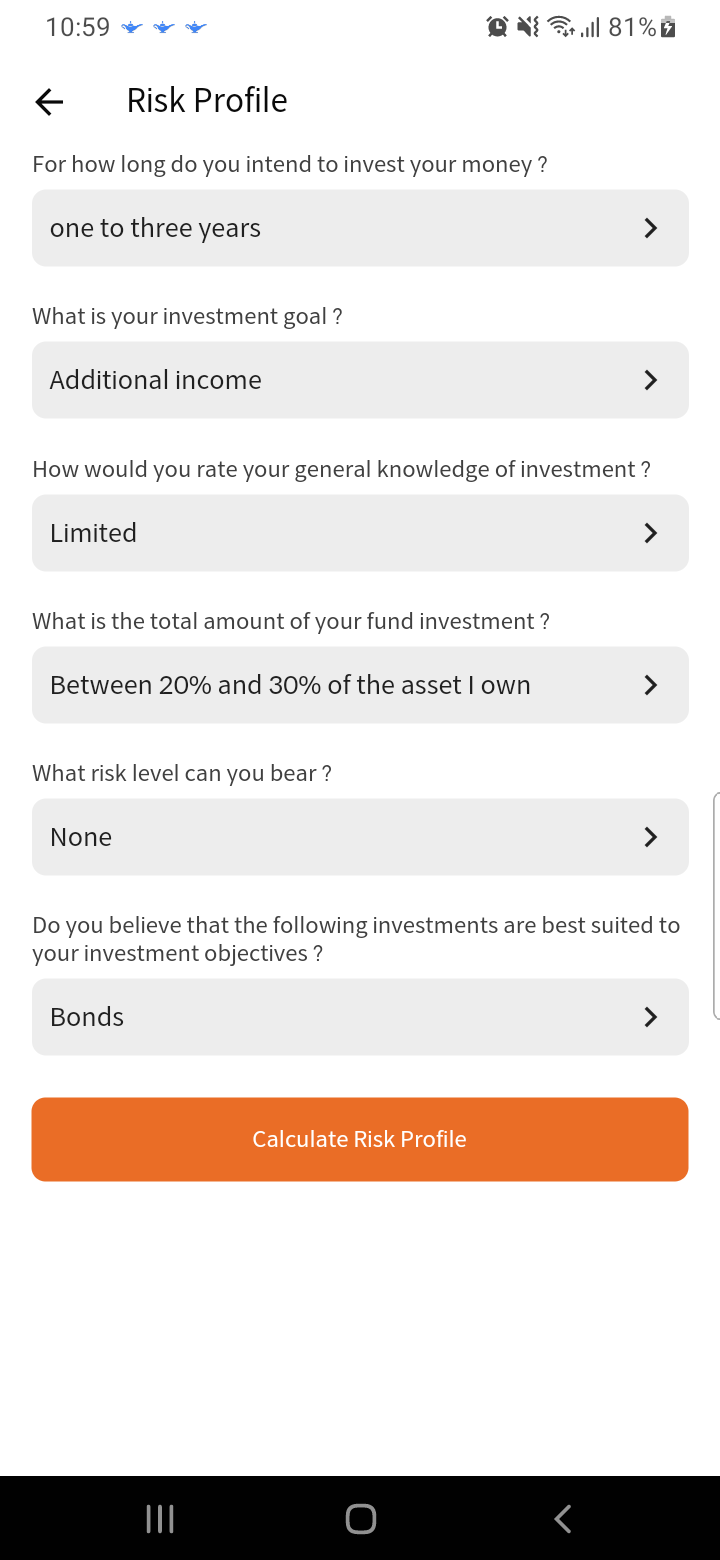 10:59 81%
Risk Profile
For how long do you intend to invest your money ?
one to three years
What is your investment goal ?
Additional income
How would you rate your general knowledge of investment ?
Limited
What is the total amount of your fund investment ?
Between 20% and 30% of the asset I own
What risk level can you bear ?
None
Do you believe that the following investments are best suited to
your investment objectives ?
Bonds
Calculate Risk Profile